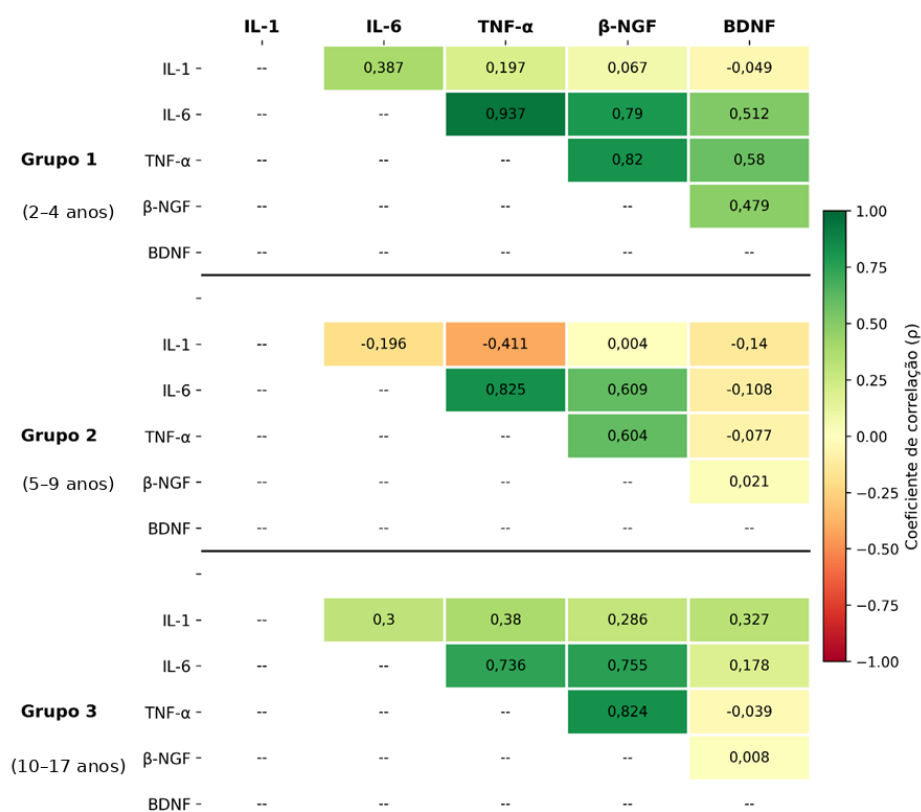 IL-1 IL-6 TNF-α β-NGF BDNF
IL-1 -- 0,387 0,197 0,067 -0,049
IL-6 -- -- 0,937 0,79 0,512
Grupo 1 TNF-α -- -- -- 0,82 0,58
(2–4 anos) β-NGF -- -- -- -- 0,479
BDNF -- -- -- -- --
IL-1 -- -0,196 -0,411 0,004 -0,14
IL-6 -- -- 0,825 0,609 -0,108
Grupo 2 TNF-α -- -- -- 0,604 -0,077
(5–9 anos) β-NGF -- -- -- -- 0,021
BDNF -- -- -- -- --
IL-1 -- 0,3 0,38 0,286 0,327
IL-6 -- -- 0,736 0,755 0,178
Grupo 3 TNF-α -- -- -- 0,824 -0,039
(10–17 anos) β-NGF -- -- -- -- 0,008
BDNF -- -- -- -- --
1.00
0.75
0.50
0.25
0.00
−0.25
−0.50
−0.75
−1.00
Coeficiente de correlação (ρ)